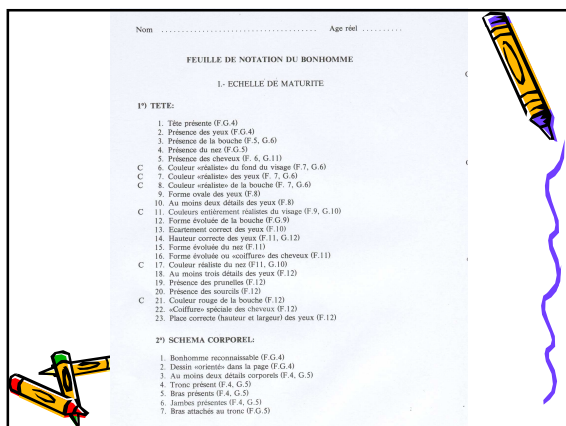 Nom ..................................... Age réel ..........
FEUILLE DE NOTATION DU BONHOMME
I.- ECHELLE DE MATURITE
1°) TETE:
1. Tête présente (F.G.4)
2. Présence des yeux (F.G.4)
3. Présence de la bouche (F.5, G.6)
4. Présence du nez (F.G.5)
5. Présence des cheveux (F. 6, G.11)
C 6. Couleur «réaliste» du fond du visage (F.7, G.6)
C 7. Couleur «réaliste» des yeux (F. 7, G.6)
C 8. Couleur «réaliste» de la bouche (F. 7, G.6)
9. Forme ovale des yeux (F.8)
10. Au moins deux détails des yeux (F.8)
C 11. Couleurs entièrement réalistes du visage (F.9, G.10)
12. Forme évoluée de la bouche (F.G.9)
13. Ecartement correct des yeux (F.10)
14. Hauteur correcte des yeux (F.11, G.12)
15. Forme évoluée du nez (F.11)
16. Forme évoluée ou «coiffure» des cheveux (F.11)
C 17. Couleur réaliste du nez (F11, G.10)
18. Au moins trois détails des yeux (F.12)
19. Présence des prunelles (F.12)
20. Présence des sourcils (F.12)
C 21. Couleur rouge de la bouche (F.12)
22. «Coiffure» spéciale des cheveux (F.12)
23. Place correcte (hauteur et largeur) des yeux (F.12)
2°) SCHEMA CORPOREL:
1. Bonhomme reconnaissable (F.G.4)
2. Dessin «orienté» dans la page (F.G.4)
3. Au moins deux détails corporels (F.4, G.5)
4. Tronc présent (F.4, G.5)
5. Bras présents (F.4, G.5)
6. Jambes présentes (F.4, G.5)
7. Bras attachés au tronc (F.G.5)